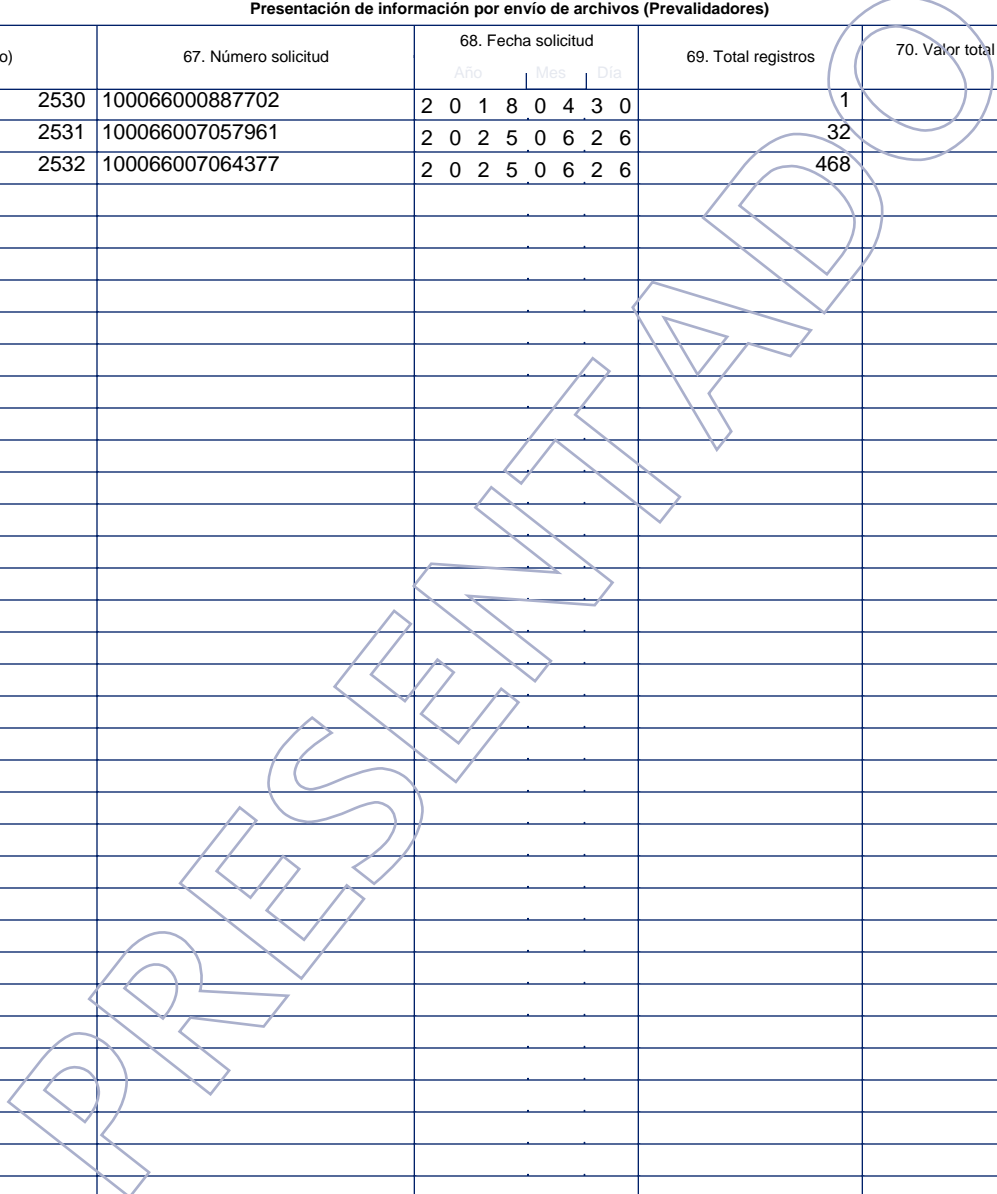 Presentación de información por envío de archivos (Prevalidadores)
o) 67. Número solicitud 68. Fecha solicitud 69. Total registros 70. Valor total
Año Mes Día
2530 100066000887702 2 0 1 8 0 4 3 0 1
2531 100066007057961 2 0 2 5 0 6 2 6 32
2532 100066007064377 2 0 2 5 0 6 2 6 468
PRESENTADO